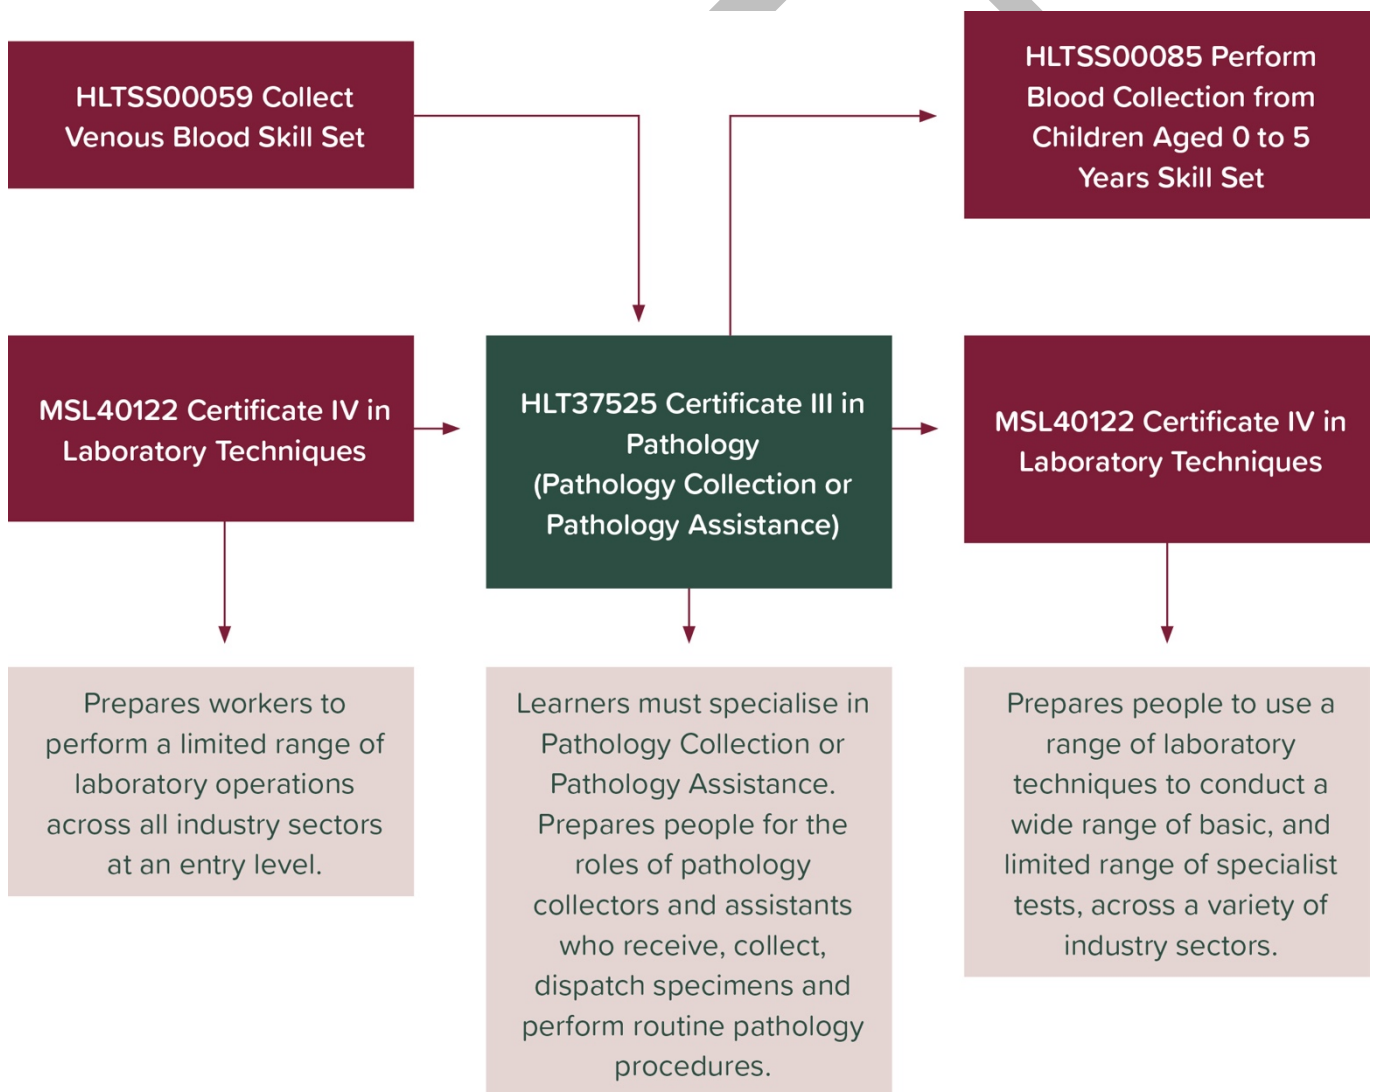 HLTSS00059 Collect
Venous Blood Skill Set
HLTSS00085 Perform
Blood Collection from
Children Aged 0 to 5
Years Skill Set
MSL40122 Certificate IV in
Laboratory Techniques
HLT37525 Certificate III in
Pathology
(Pathology Collection or
Pathology Assistance)
MSL40122 Certificate IV in
Laboratory Techniques
Prepares workers to
perform a limited range of
laboratory operations
across all industry sectors
at an entry level.
Learners must specialise in
Pathology Collection or
Pathology Assistance.
Prepares people for the
roles of pathology
collectors and assistants
who receive, collect,
dispatch specimens and
perform routine pathology
procedures.
Prepares people to use a
range of laboratory
techniques to conduct a
wide range of basic, and
limited range of specialist
tests, across a variety of
industry sectors.